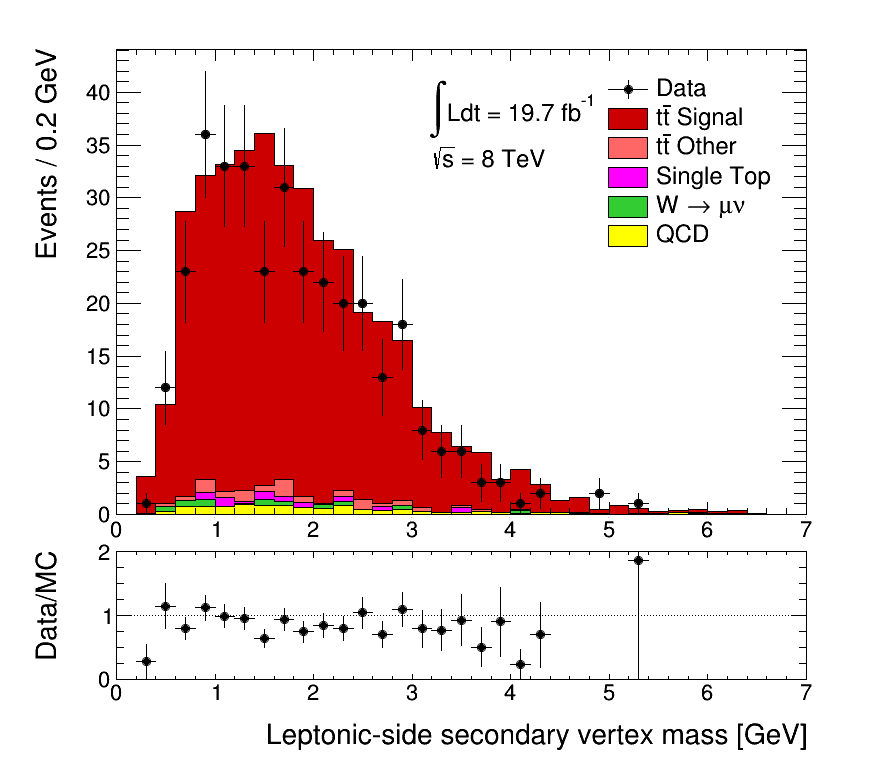 Events / 0.2 GeV
40
35
30
25
20
15
10
5
0
∫ Ldt = 19.7 fb⁻¹
√s = 8 TeV
Data
tt̄ Signal
tt̄ Other
Single Top
W → μν
QCD
0 1 2 3 4 5 6 7
Data/MC
2
1
0
0 1 2 3 4 5 6 7
Leptonic-side secondary vertex mass [GeV]